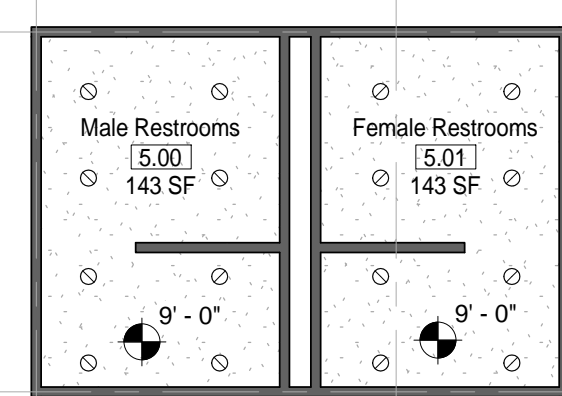 Male Restrooms
5.00
143 SF
Female Restrooms
5.01
143 SF
9' - 0"
9' - 0"